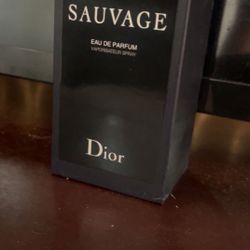 SAUVAGE
EAU DE PARFUM
VAPORISATEUR SPRAY
Dior